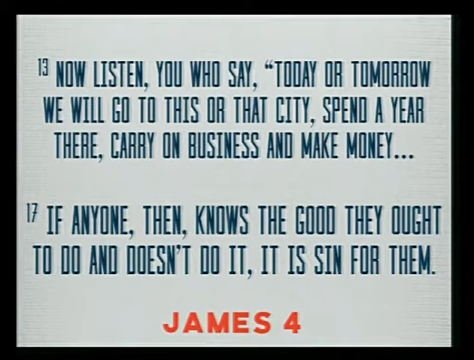 13 NOW LISTEN, YOU WHO SAY, "TODAY OR TOMORROW
WE WILL GO TO THIS OR THAT CITY, SPEND A YEAR
THERE, CARRY ON BUSINESS AND MAKE MONEY...
17 IF ANYONE, THEN, KNOWS THE GOOD THEY OUGHT
TO DO AND DOESN'T DO IT, IT IS SIN FOR THEM.
JAMES 4